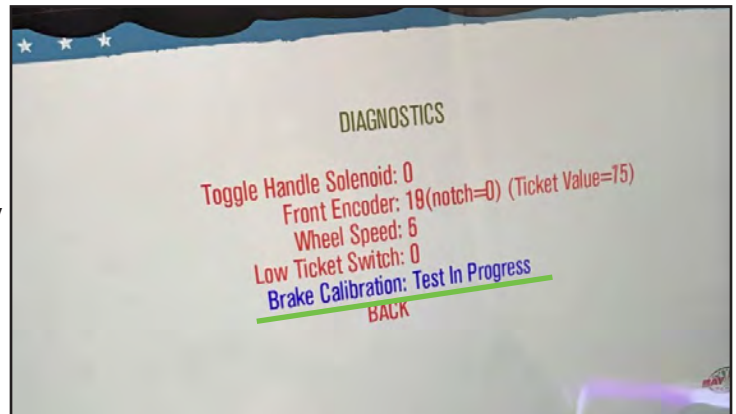 DIAGNOSTICS
Toggle Handle Solenoid: 0
Front Encoder: 19(notch=0) (Ticket Value=15)
Wheel Speed: 6
Low Ticket Switch: 0
Brake Calibration: Test In Progress
BACK